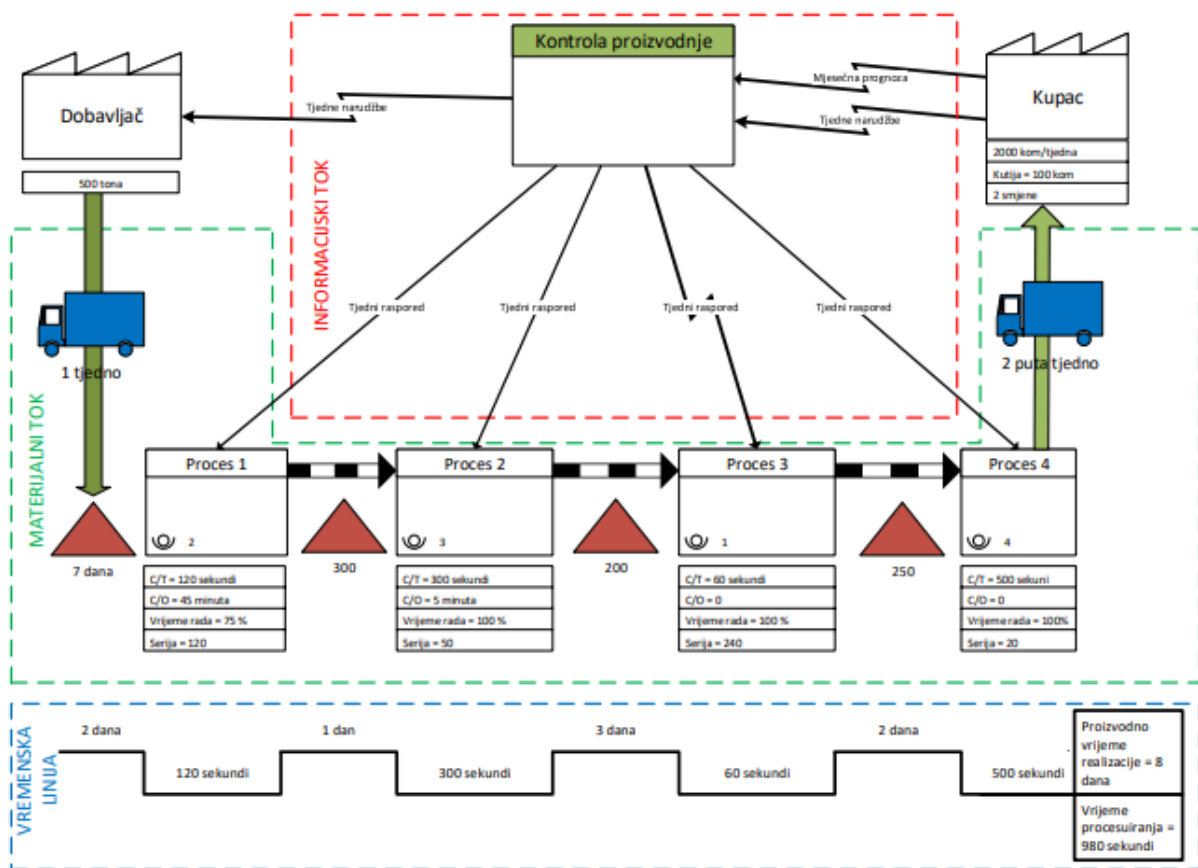 Kontrola proizvodnje
Dobavljač
500 tona
Tjedne narudžbe
Mjesečna prognoza
Tjedne narudžbe
Kupac
2000 kom/tjedna
Kutija = 100 kom
2 smjene
INFORMACIJSKI TOK
MATERIJALNI TOK
1 tjedno
Tjedni raspored
Tjedni raspored
Tjedni raspored
Tjedni raspored
2 puta tjedno
7 dana
Proces 1
2
C/T = 120 sekundi
C/O = 45 minuta
Vrijeme rada = 75 %
Serija = 120
300
Proces 2
3
C/T = 300 sekundi
C/O = 5 minuta
Vrijeme rada = 100 %
Serija = 50
200
Proces 3
1
C/T = 60 sekundi
C/O = 0
Vrijeme rada = 100 %
Serija = 240
250
Proces 4
4
C/T = 500 sekuni
C/O = 0
Vrijeme rada = 100%
Serija = 20
VREMENSKA
LINIJA
2 dana
120 sekundi
1 dan
300 sekundi
3 dana
60 sekundi
2 dana
500 sekundi
Proizvodno
vrijeme
realizacije = 8
dana
Vrijeme
procesuiranja =
980 sekundi